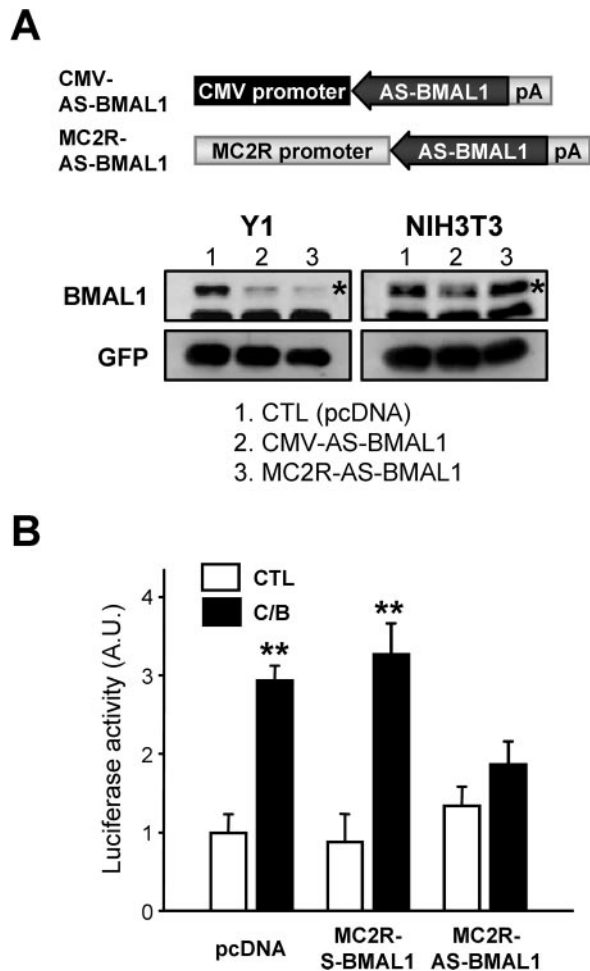 A
CMV-
AS-BMAL1
CMV promoter AS-BMAL1 pA
MC2R-
AS-BMAL1
MC2R promoter AS-BMAL1 pA
Y1 NIH3T3
1 2 3 1 2 3
BMAL1 * *
GFP
1. CTL (pcDNA)
2. CMV-AS-BMAL1
3. MC2R-AS-BMAL1
B
Luciferase activity (A.U.)
CTL
C/B
4
3
2
1
0
** **
pcDNA
MC2R-
S-BMAL1
MC2R-
AS-BMAL1